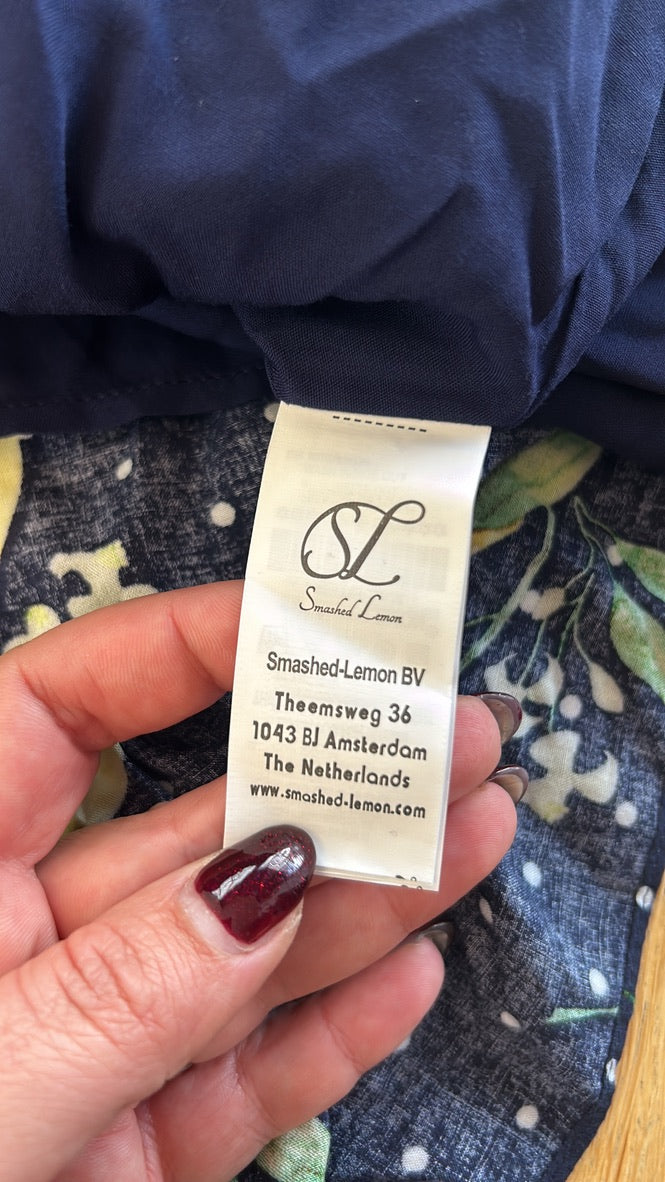 SL
Smashed Lemon
Smashed-Lemon BV
Theemsweg 36
1043 BJ Amsterdam
The Netherlands
www.smashed-lemon.com